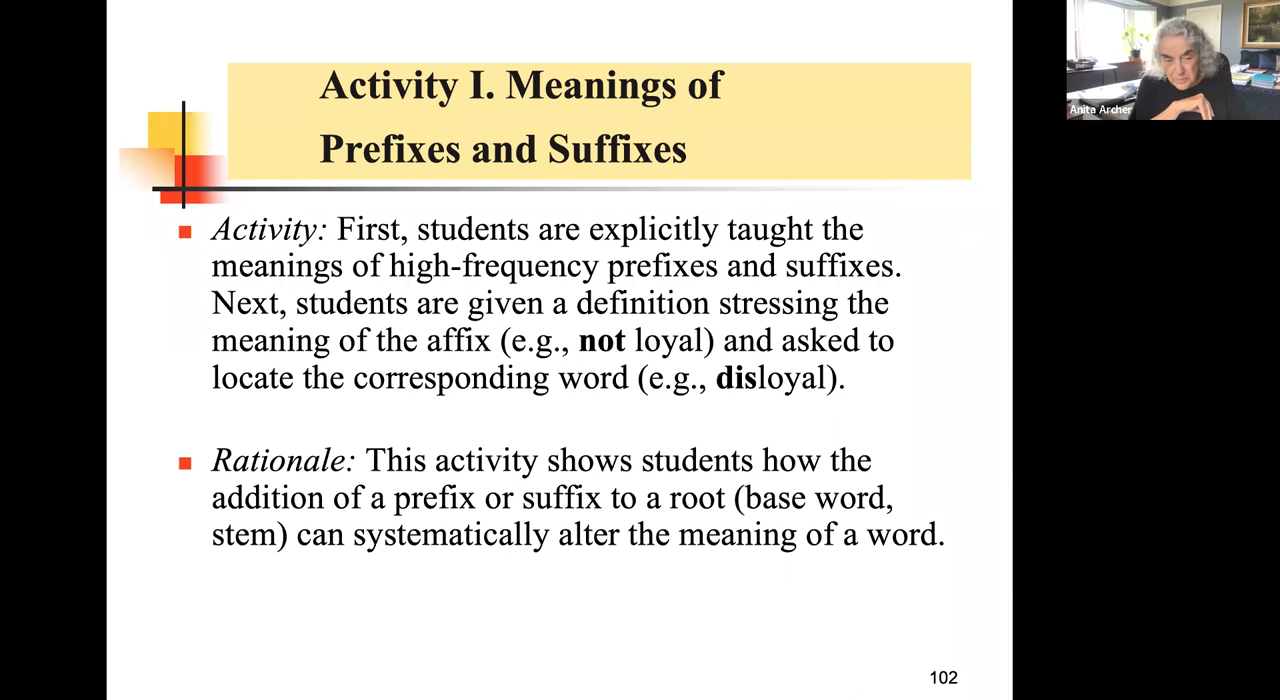 Activity I. Meanings of
Prefixes and Suffixes
Activity: First, students are explicitly taught the
meanings of high-frequency prefixes and suffixes.
Next, students are given a definition stressing the
meaning of the affix (e.g., not loyal) and asked to
locate the corresponding word (e.g., disloyal).
Rationale: This activity shows students how the
addition of a prefix or suffix to a root (base word,
stem) can systematically alter the meaning of a word.
102
Anita Archer